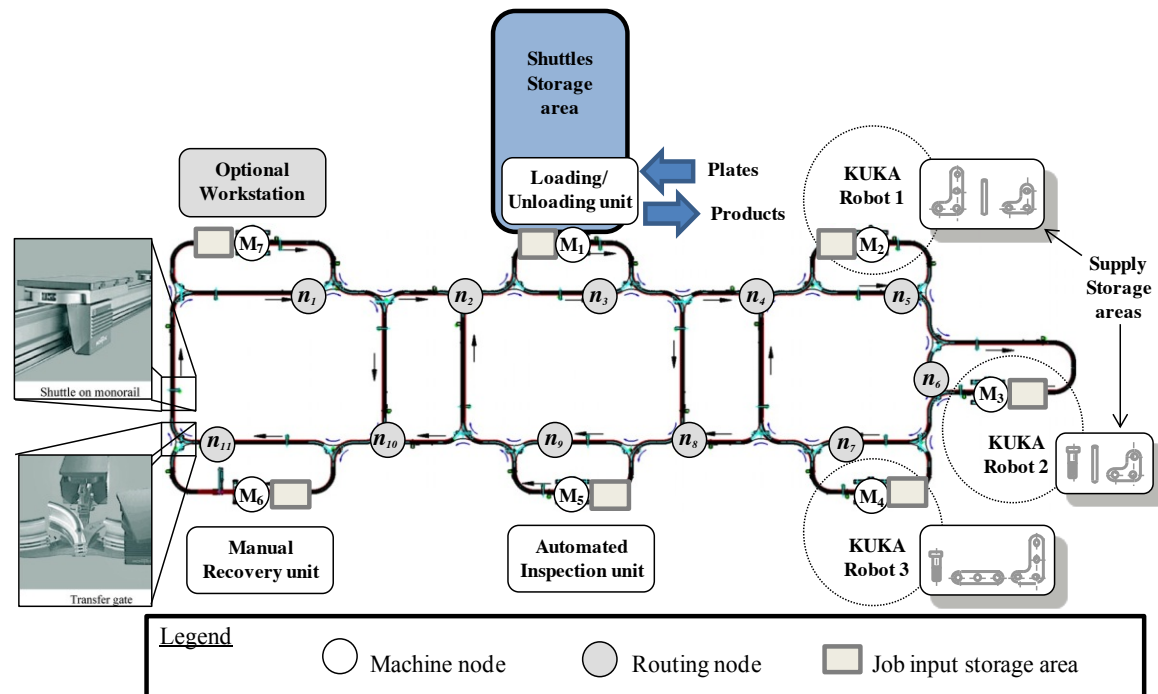 Shuttles
Storage
area
Optional
Workstation
Loading/
Unloading unit
Plates
Products
KUKA
Robot 1
Supply
Storage
areas
M7
M1
M2
n1
n2
n3
n4
n5
Shuttle on monorail
n6
M3
n11
n10
n9
n8
n7
KUKA
Robot 2
M6
M5
M4
Manual
Recovery unit
Automated
Inspection unit
KUKA
Robot 3
Transfer gate
Legend
Machine node
Routing node
Job input storage area